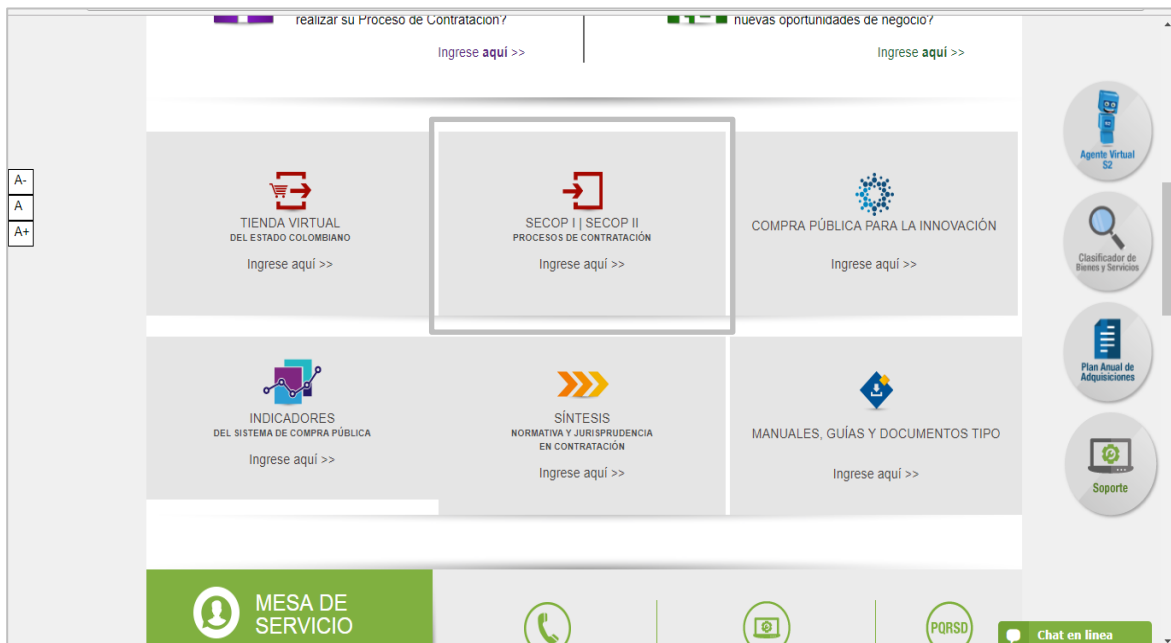 realizar su Proceso de Contratación?
nuevas oportunidades de negocio?
Ingrese aquí >>
Ingrese aquí >>
A-
A
A+
TIENDA VIRTUAL
DEL ESTADO COLOMBIANO
Ingrese aquí >>
SECOP I | SECOP II
PROCESOS DE CONTRATACIÓN
Ingrese aquí >>
COMPRA PÚBLICA PARA LA INNOVACIÓN
Ingrese aquí >>
INDICADORES
DEL SISTEMA DE COMPRA PÚBLICA
Ingrese aquí >>
SÍNTESIS
NORMATIVA Y JURISPRUDENCIA
EN CONTRATACIÓN
Ingrese aquí >>
MANUALES, GUÍAS Y DOCUMENTOS TIPO
Ingrese aquí >>
Agente Virtual
S2
Clasificador de
Bienes y Servicios
Plan Anual de
Adquisiciones
Soporte
MESA DE
SERVICIO
PQRSD
Chat en linea